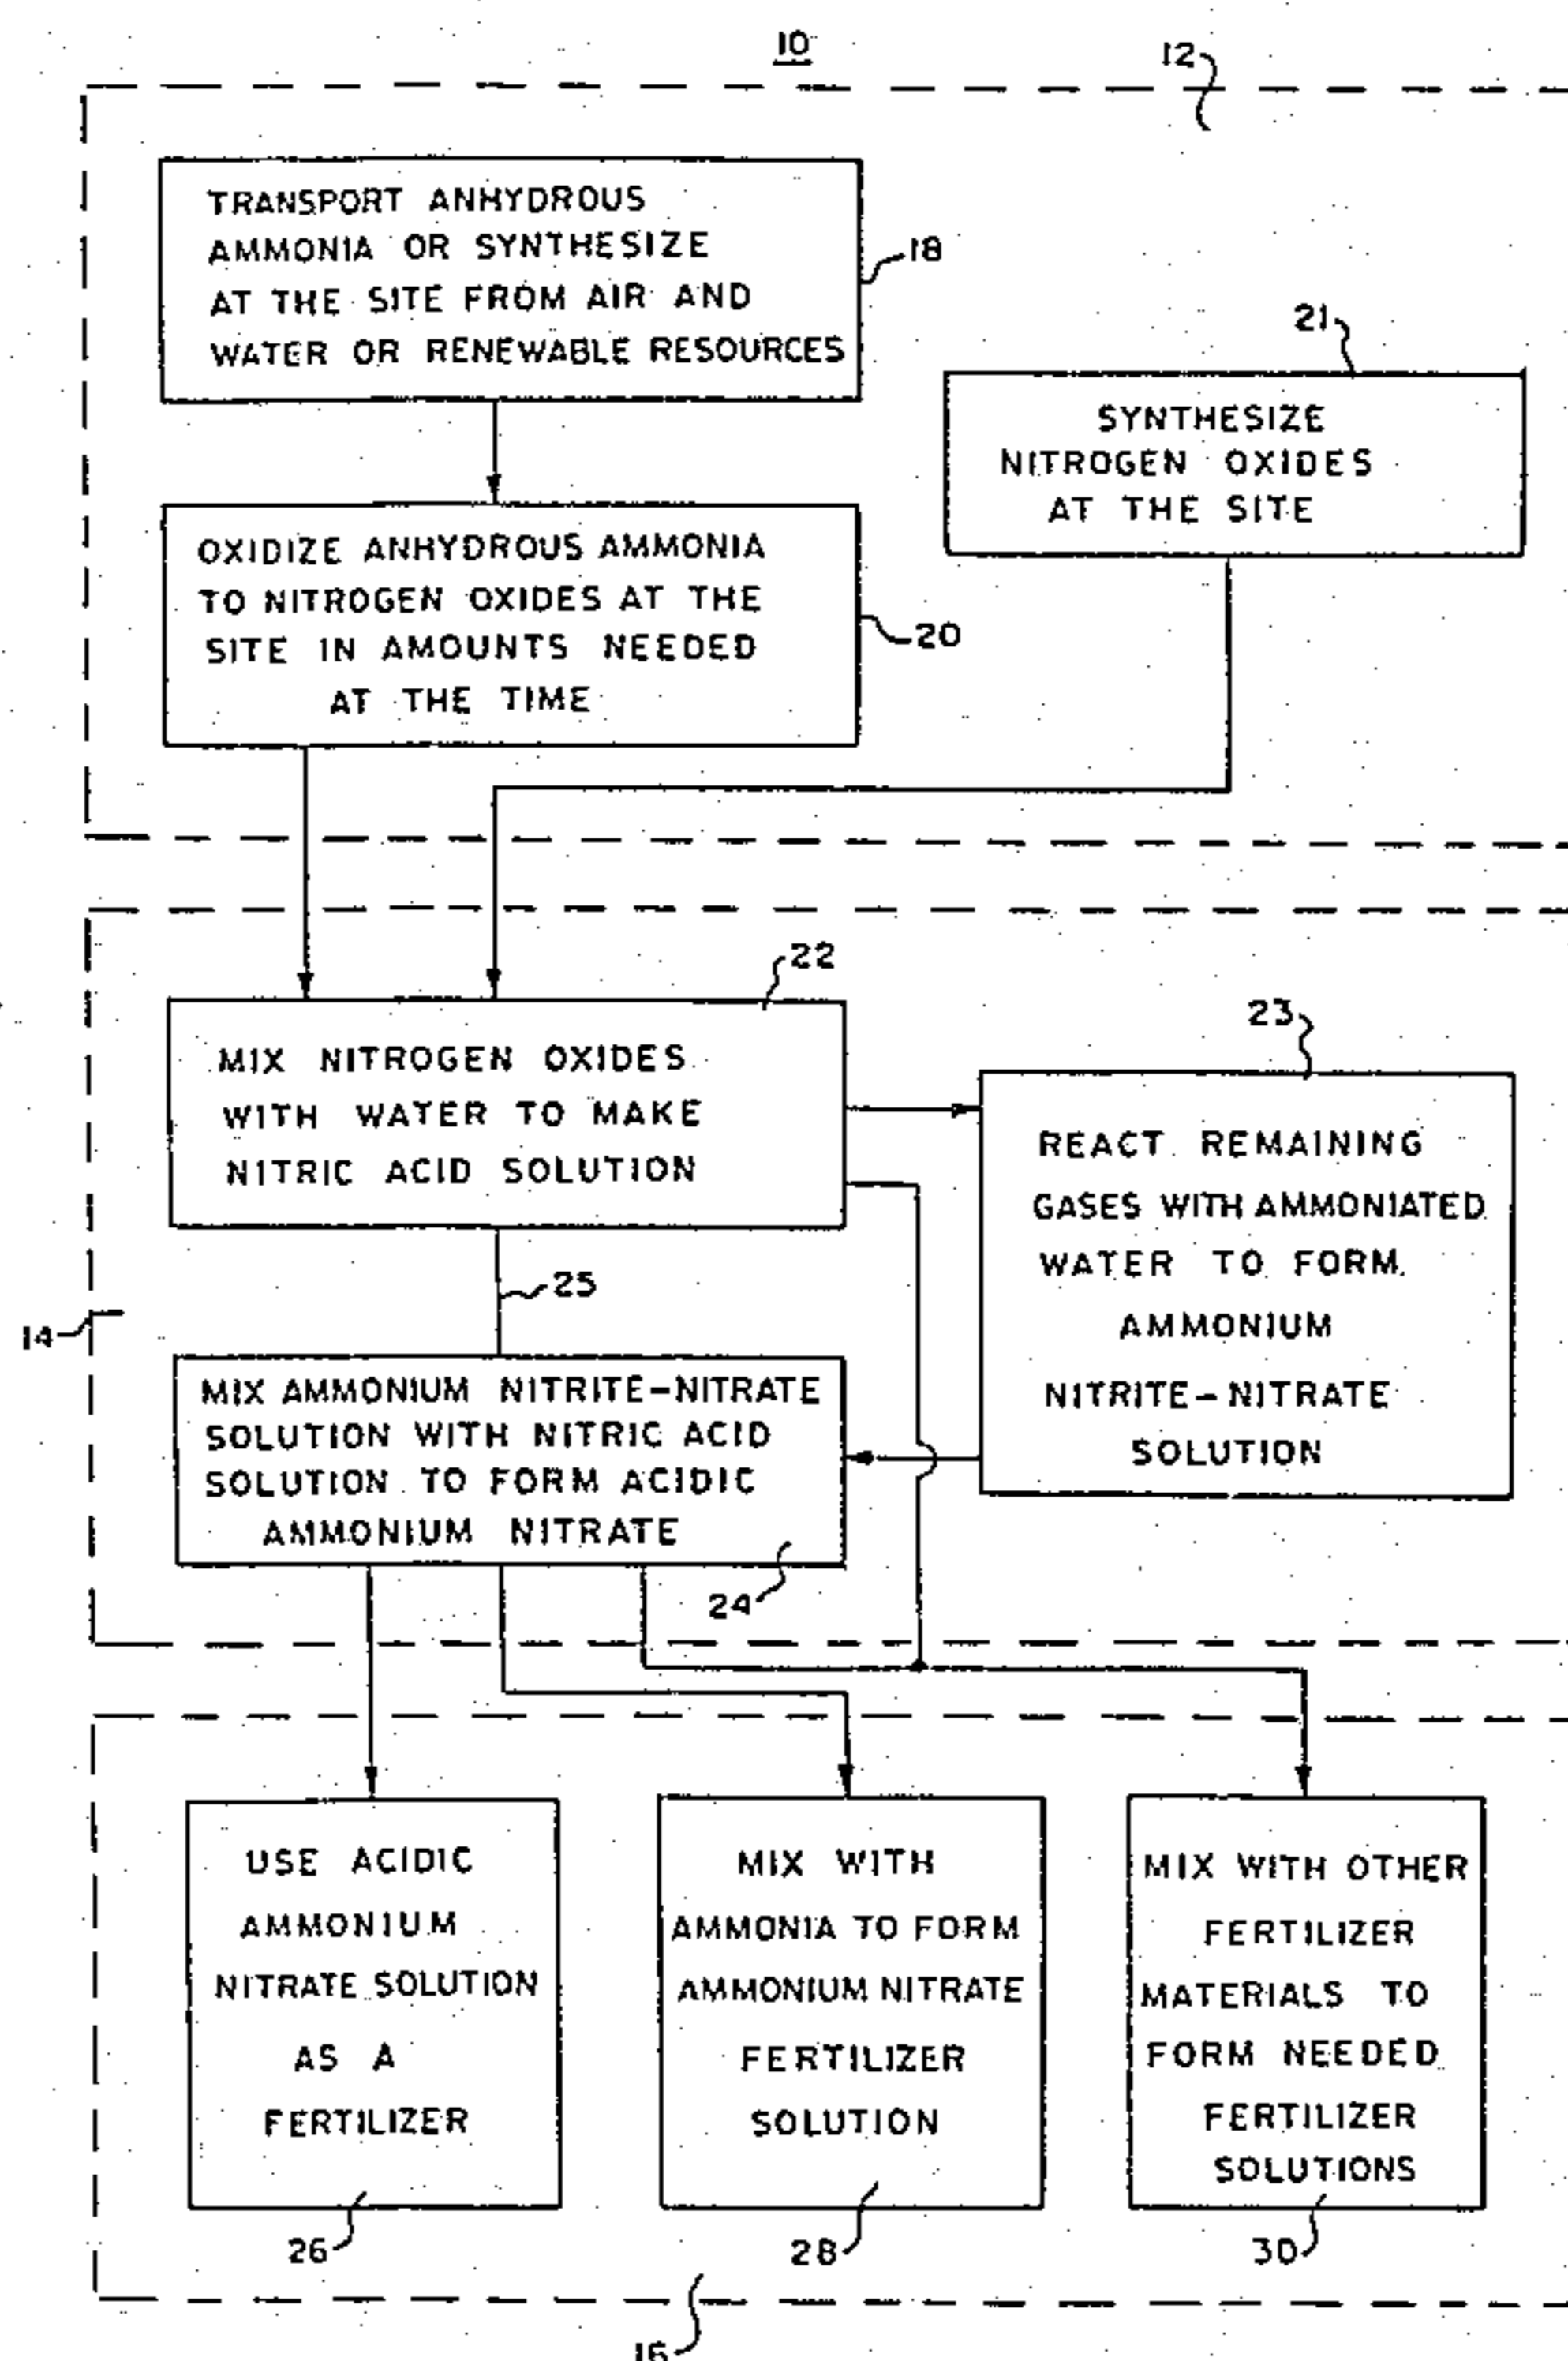 10
12
TRANSPORT ANHYDROUS
AMMONIA OR SYNTHESIZE
AT THE SITE FROM AIR AND
WATER OR RENEWABLE RESOURCES
18
21
SYNTHESIZE
NITROGEN OXIDES
AT THE SITE
OXIDIZE ANHYDROUS AMMONIA
TO NITROGEN OXIDES AT THE
SITE IN AMOUNTS NEEDED
AT THE TIME
20
22
MIX NITROGEN OXIDES
WITH WATER TO MAKE
NITRIC ACID SOLUTION
23
REACT REMAINING
GASES WITH AMMONIATED
WATER TO FORM
AMMONIUM
NITRITE-NITRATE
SOLUTION
25
14
MIX AMMONIUM NITRITE-NITRATE
SOLUTION WITH NITRIC ACID
SOLUTION TO FORM ACIDIC
AMMONIUM NITRATE
24
USE ACIDIC
AMMONIUM
NITRATE SOLUTION
AS A
FERTILIZER
26
MIX WITH
AMMONIA TO FORM
AMMONIUM NITRATE
FERTILIZER
SOLUTION
28
MIX WITH OTHER
FERTILIZER
MATERIALS TO
FORM NEEDED
FERTILIZER
SOLUTIONS
30
16